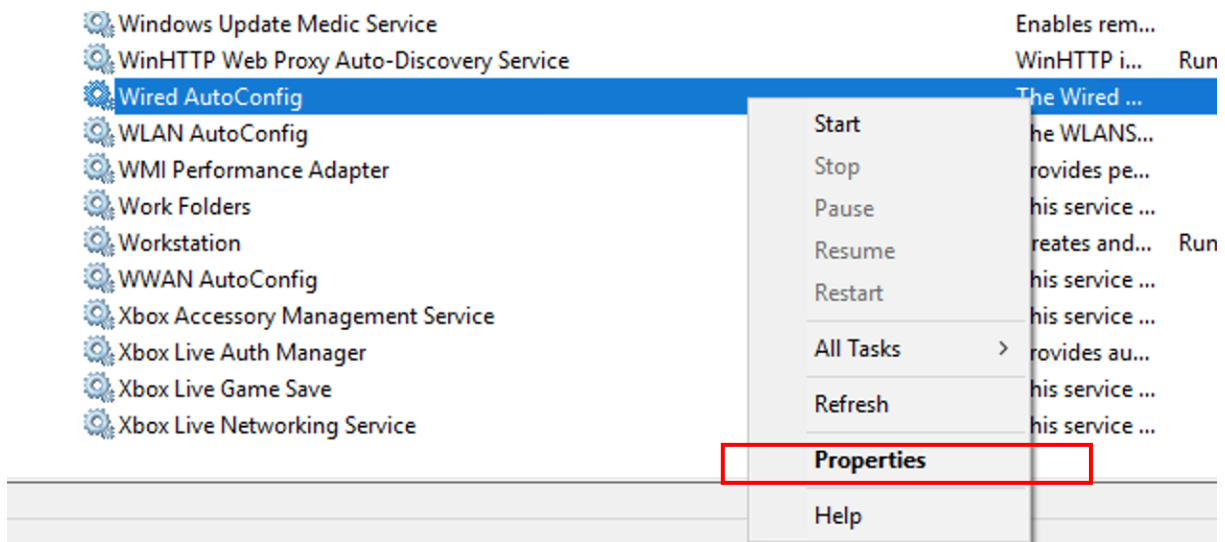 Windows Update Medic Service Enables rem...
WinHTTP Web Proxy Auto-Discovery Service WinHTTP i... Run
Wired AutoConfig The Wired ...
Start
WLAN AutoConfig he WLANS...
Stop
WMI Performance Adapter rovides pe...
Pause
Work Folders his service ...
Workstation reates and... Run
Resume
WWAN AutoConfig his service ...
Restart
Xbox Accessory Management Service his service ...
All Tasks
Xbox Live Auth Manager rovides au...
Xbox Live Game Save his service ...
Refresh
Xbox Live Networking Service his service ...
Properties
Help